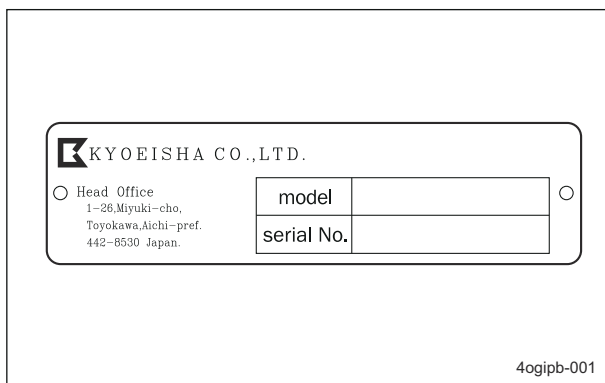 KYOEISHA CO.,LTD.
Head Office
1-26,Miyuki-cho,
Toyokawa,Aichi-pref.
442-8530 Japan.
model
serial No.
4ogipb-001